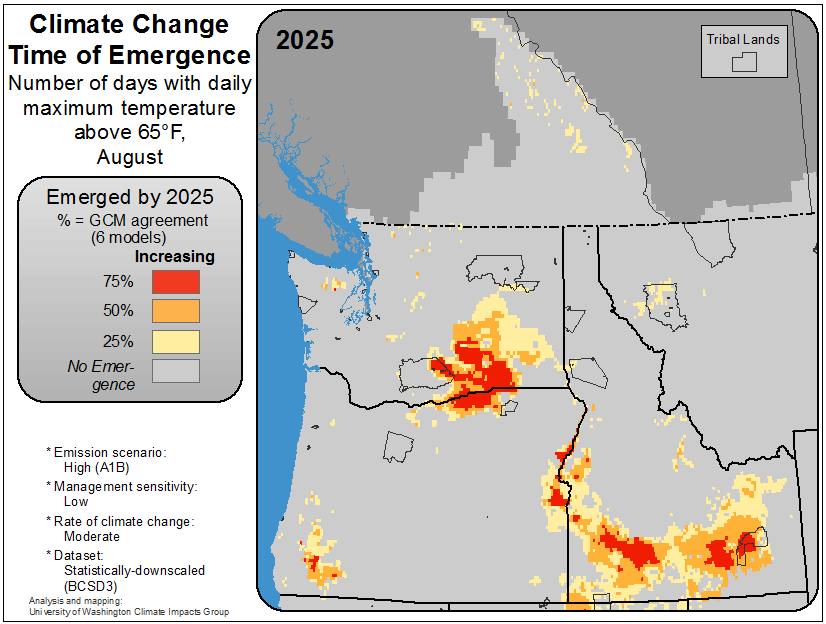 Climate Change
Time of Emergence
Number of days with daily
maximum temperature
above 65°F,
August
Emerged by 2025
% = GCM agreement
(6 models)
Increasing
75%
50%
25%
No Emer-
gence
* Emission scenario:
High (A1B)
* Management sensitivity:
Low
* Rate of climate change:
Moderate
* Dataset:
Statistically-downscaled
(BCSD3)
Analysis and mapping:
University of Washington Climate Impacts Group
2025
Tribal Lands